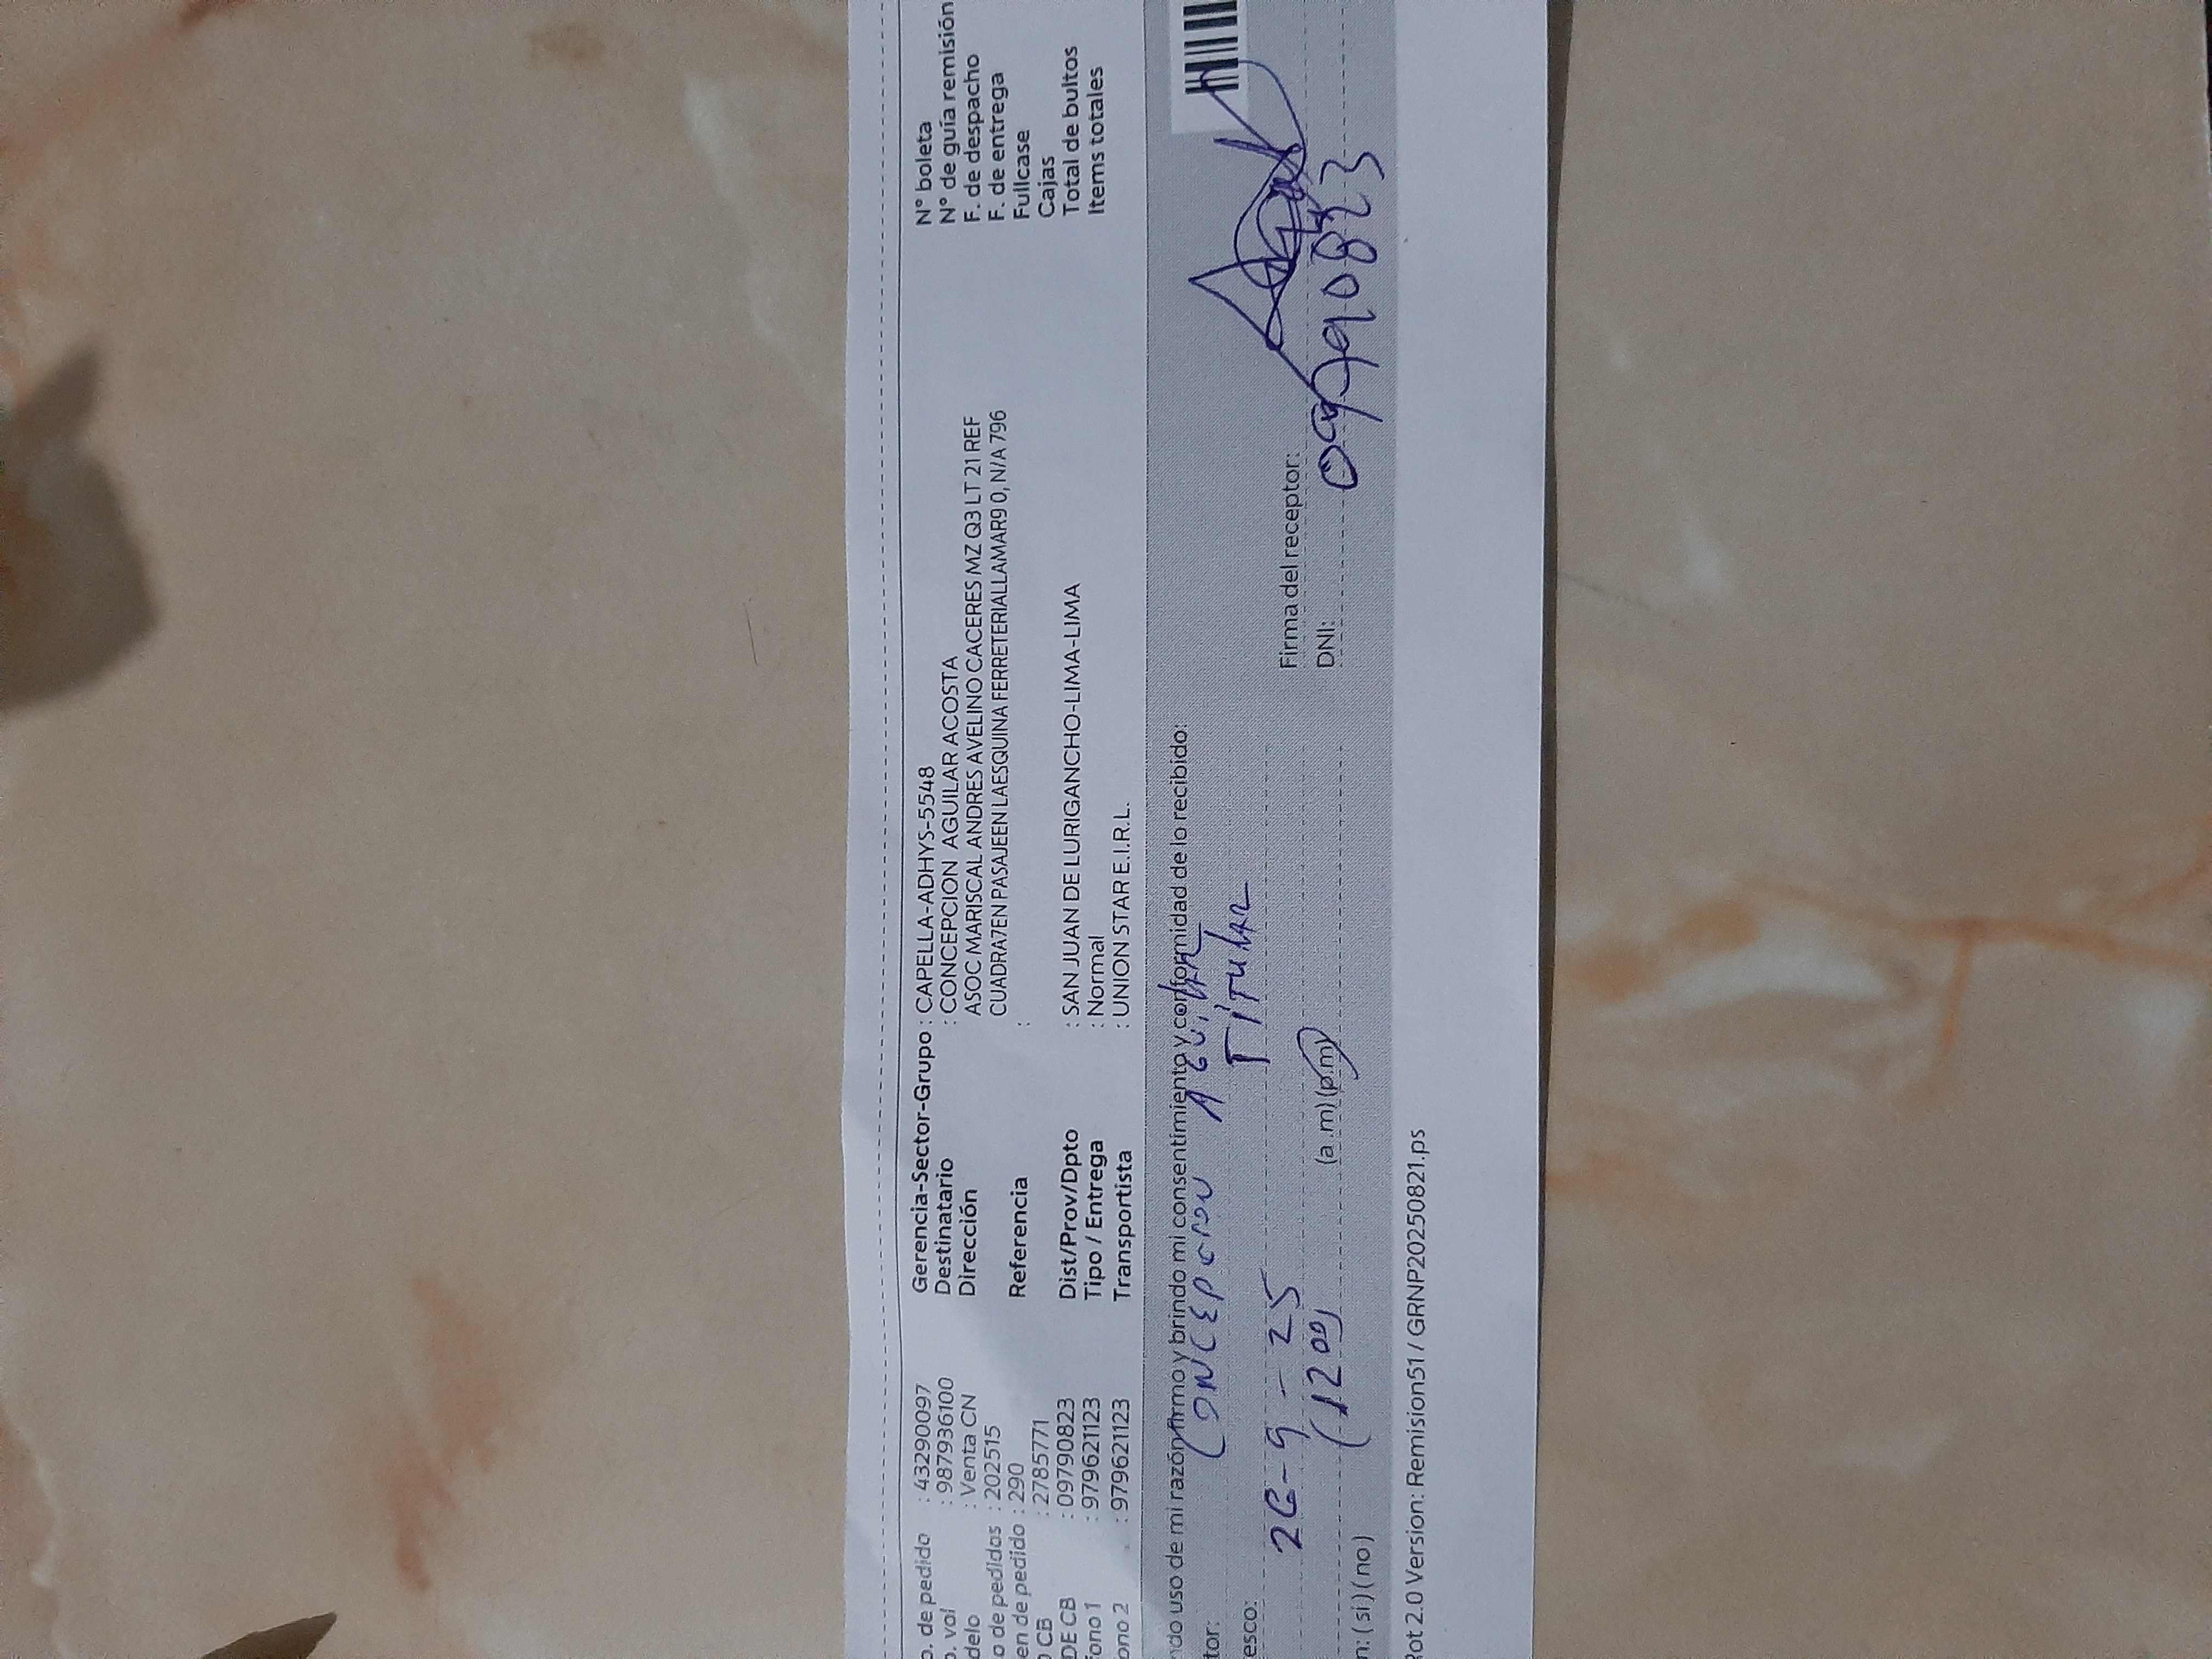 o. de pedido : 43290097
o. vol : 987936100
delo : Venta CN
o de pedidos : 202515
en de pedido : 290
CB : 2785771
DE CB : 09790823
fono 1 : 979621123
ono 2 : 979621123
Gerencia-Sector-Grupo : CAPELLA-ADHYS-5548
Destinatario : CONCEPCION AGUILAR ACOSTA
Dirección ASOC MARISCAL ANDRES AVELINO CACERES MZ Q3 LT 21 REF
CUADRA7EN PASAJEEN LAESQUINA FERRETERIALLAMAR9 0, N/A 796
Referencia :
Dist/Prov/Dpto : SAN JUAN DE LURIGANCHO-LIMA-LIMA
Tipo / Entrega : Normal
Transportista : UNION STAR E.I.R.L.
N° boleta
N° de guía remisión
F. de despacho
F. de entrega
Fullcase
Cajas
Total de bultos
Items totales
ndo uso de mi razón firmo y brindo mi consentimiento y conformidad de lo recibido:
tor: CONCEPCION AGUILAR
TITULAR
esco:
26-9-25
n: (si) (no) (1200) (a m) (p m)
Firma del receptor:
DNI: 09790823
Rot 2.0 Version: Remision51 / GRNP20250821.ps